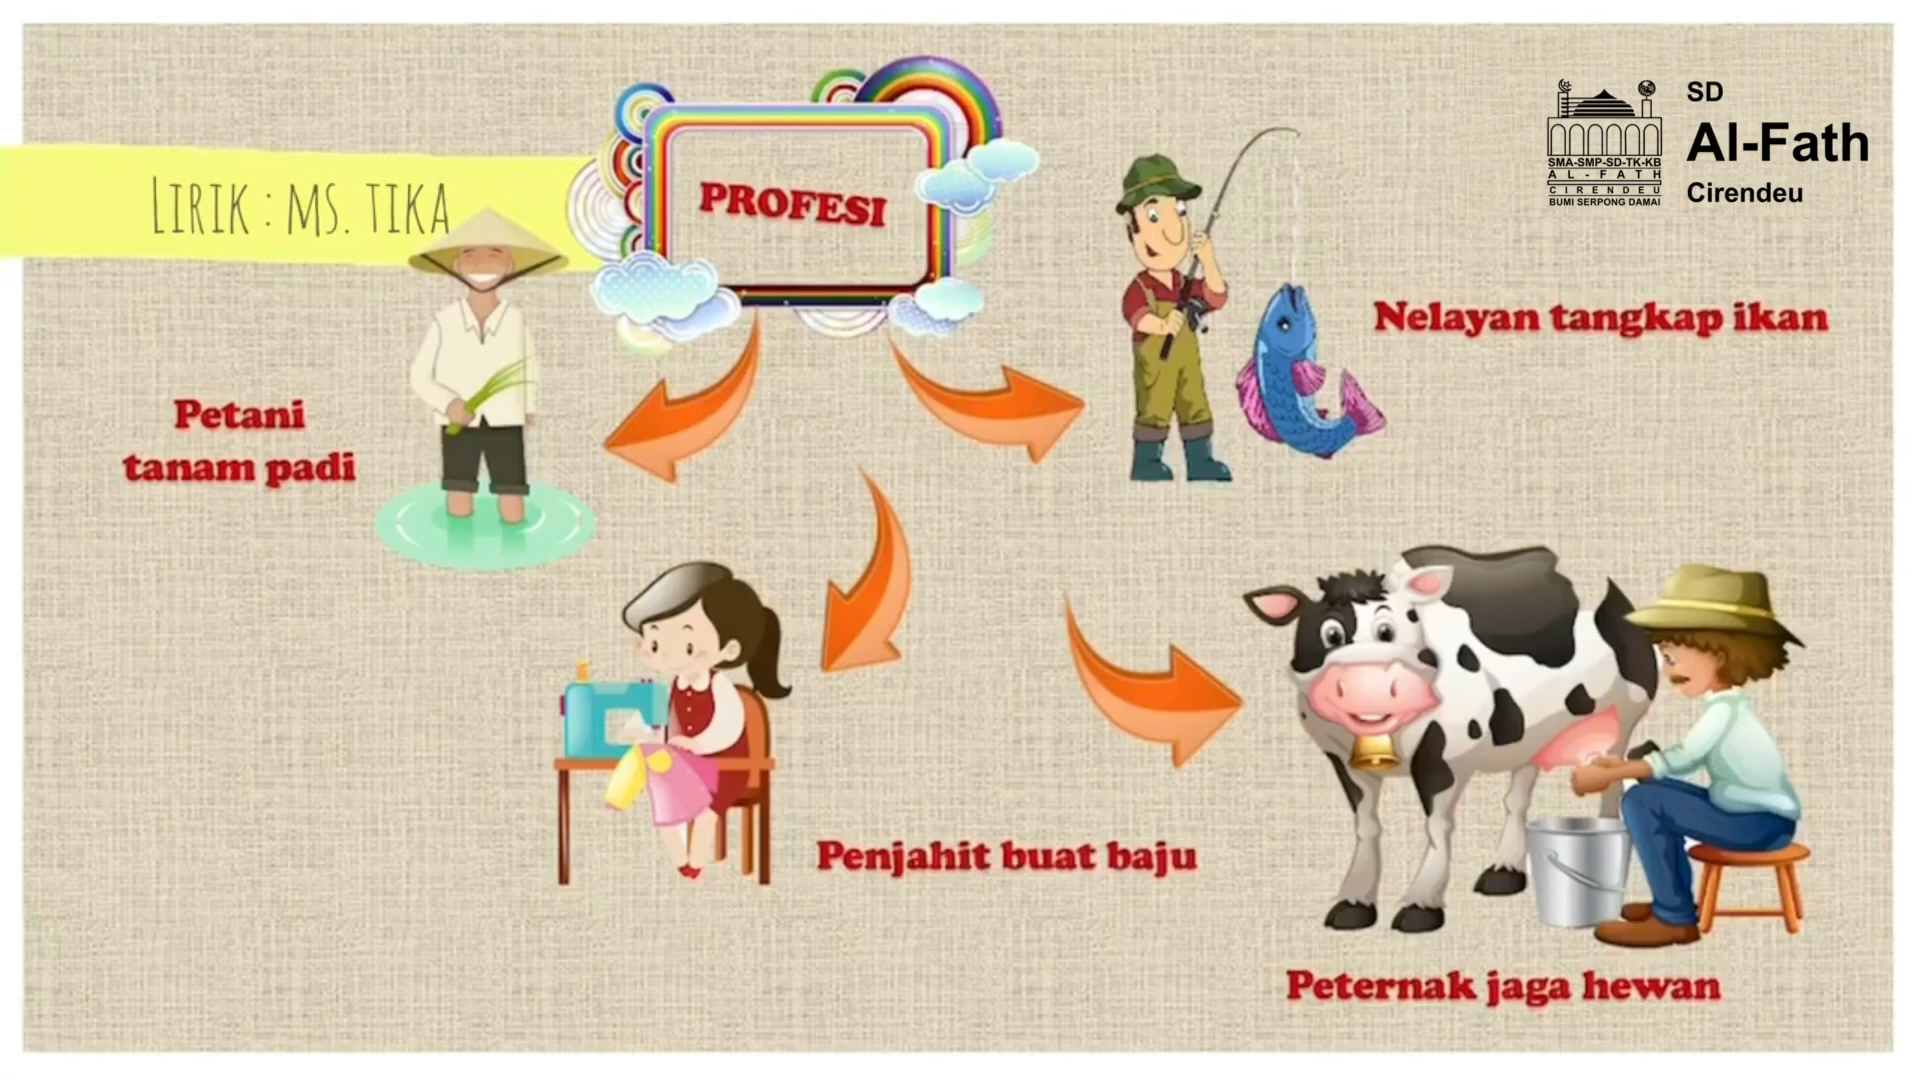 LIRIK : MS. TIKA
PROFESI
SD
Al-Fath
Cirendeu
SMA-SMP-SD-TK-KB
AL-FATH
CIRENDEU
BUMI SERPONG DAMAI
Nelayan tangkap ikan
Petani
tanam padi
Penjahit buat baju
Peternak jaga hewan